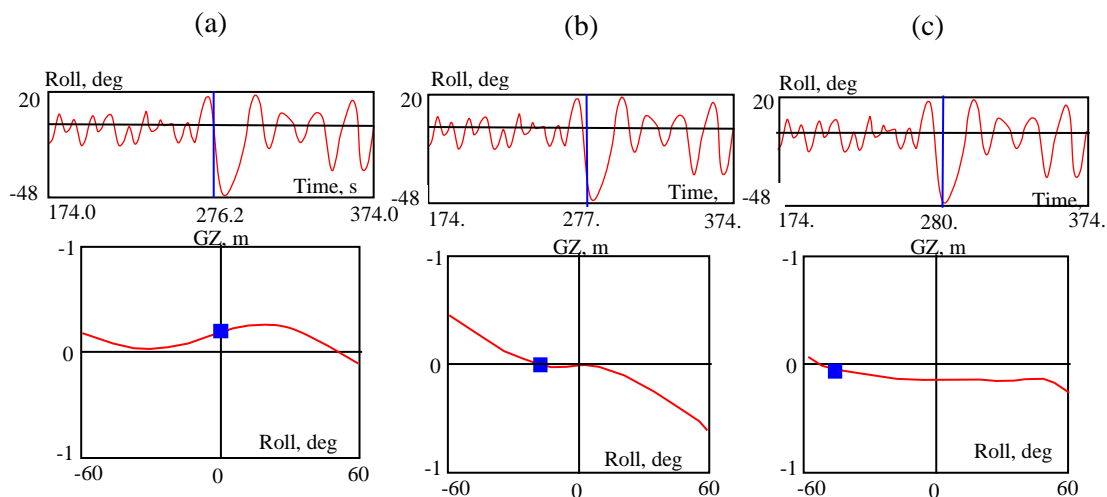 (a)
Roll, deg
20
-48
Time, s
174.0
276.2
374.0
GZ, m
-1
0
-1
Roll, deg
-60
0
60
(b)
Roll, deg
20
-48
Time,
174.
277.
374.
GZ, m
-1
0
-1
Roll, deg
-60
0
60
(c)
Roll, deg
20
-48
Time,
174.
280.
374.
GZ, m
-1
0
-1
Roll, deg
-60
0
60